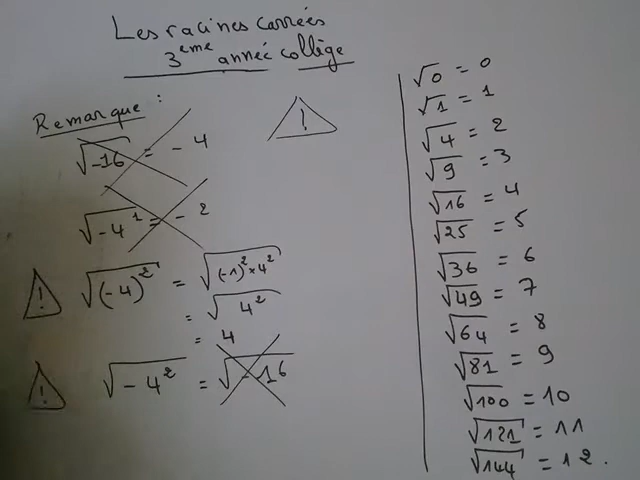 Les racines carrées
3eme année collège
Remarque :
√-16 = - 4
!
√-4 = - 2
! √(-4)² = √(-1)²×4²
= √4²
= 4
! √-4² = √-16
√0 = 0
√1 = 1
√4 = 2
√9 = 3
√16 = 4
√25 = 5
√36 = 6
√49 = 7
√64 = 8
√81 = 9
√100 = 10
√121 = 11
√144 = 12.